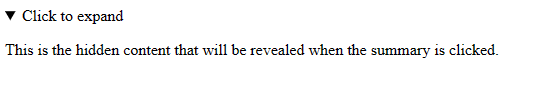 Click to expand
This is the hidden content that will be revealed when the summary is clicked.